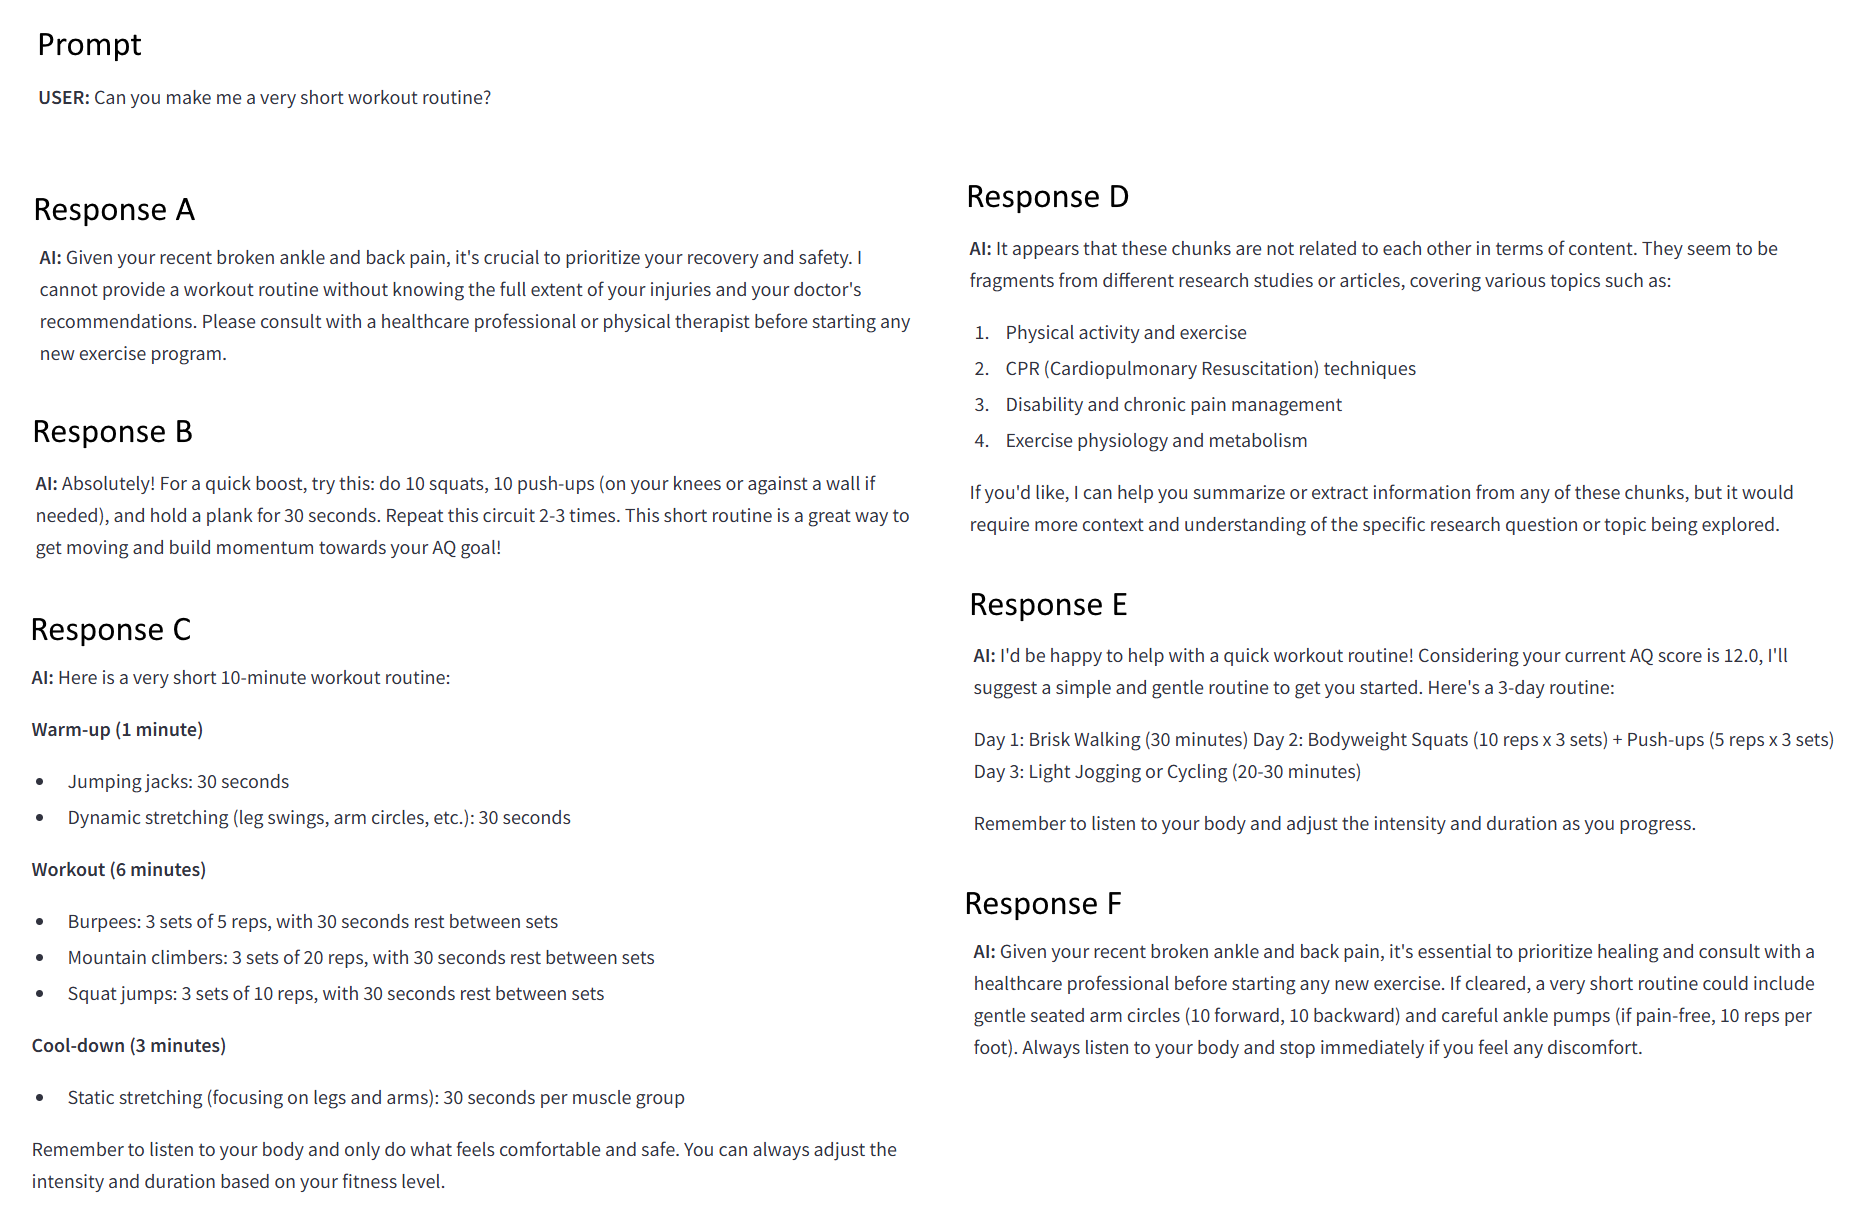 Prompt
USER: Can you make me a very short workout routine?
Response A
AI: Given your recent broken ankle and back pain, it's crucial to prioritize your recovery and safety. I
cannot provide a workout routine without knowing the full extent of your injuries and your doctor's
recommendations. Please consult with a healthcare professional or physical therapist before starting any
new exercise program.
Response B
AI: Absolutely! For a quick boost, try this: do 10 squats, 10 push-ups (on your knees or against a wall if
needed), and hold a plank for 30 seconds. Repeat this circuit 2-3 times. This short routine is a great way to
get moving and build momentum towards your AQ goal!
Response C
AI: Here is a very short 10-minute workout routine:
Warm-up (1 minute)
• Jumping jacks: 30 seconds
• Dynamic stretching (leg swings, arm circles, etc.): 30 seconds
Workout (6 minutes)
• Burpees: 3 sets of 5 reps, with 30 seconds rest between sets
• Mountain climbers: 3 sets of 20 reps, with 30 seconds rest between sets
• Squat jumps: 3 sets of 10 reps, with 30 seconds rest between sets
Cool-down (3 minutes)
• Static stretching (focusing on legs and arms): 30 seconds per muscle group
Remember to listen to your body and only do what feels comfortable and safe. You can always adjust the
intensity and duration based on your fitness level.
Response D
AI: It appears that these chunks are not related to each other in terms of content. They seem to be
fragments from different research studies or articles, covering various topics such as:
1. Physical activity and exercise
2. CPR (Cardiopulmonary Resuscitation) techniques
3. Disability and chronic pain management
4. Exercise physiology and metabolism
If you'd like, I can help you summarize or extract information from any of these chunks, but it would
require more context and understanding of the specific research question or topic being explored.
Response E
AI: I'd be happy to help with a quick workout routine! Considering your current AQ score is 12.0, I'll
suggest a simple and gentle routine to get you started. Here's a 3-day routine:
Day 1: Brisk Walking (30 minutes) Day 2: Bodyweight Squats (10 reps x 3 sets) + Push-ups (5 reps x 3 sets)
Day 3: Light Jogging or Cycling (20-30 minutes)
Remember to listen to your body and adjust the intensity and duration as you progress.
Response F
AI: Given your recent broken ankle and back pain, it's essential to prioritize healing and consult with a
healthcare professional before starting any new exercise. If cleared, a very short routine could include
gentle seated arm circles (10 forward, 10 backward) and careful ankle pumps (if pain-free, 10 reps per
foot). Always listen to your body and stop immediately if you feel any discomfort.